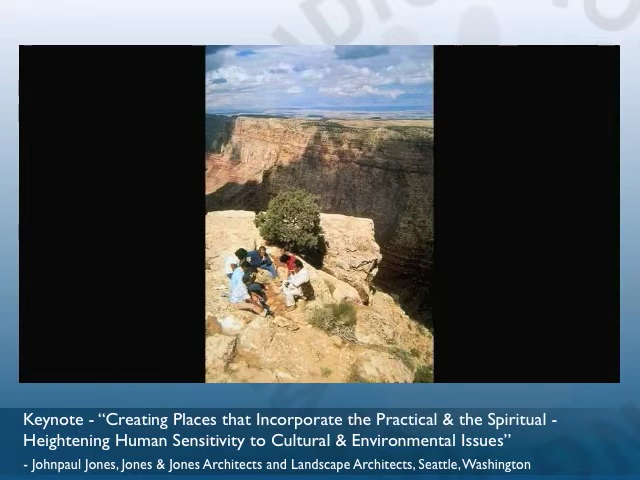 Keynote - “Creating Places that Incorporate the Practical & the Spiritual -
Heightening Human Sensitivity to Cultural & Environmental Issues”
- Johnpaul Jones, Jones & Jones Architects and Landscape Architects, Seattle, Washington